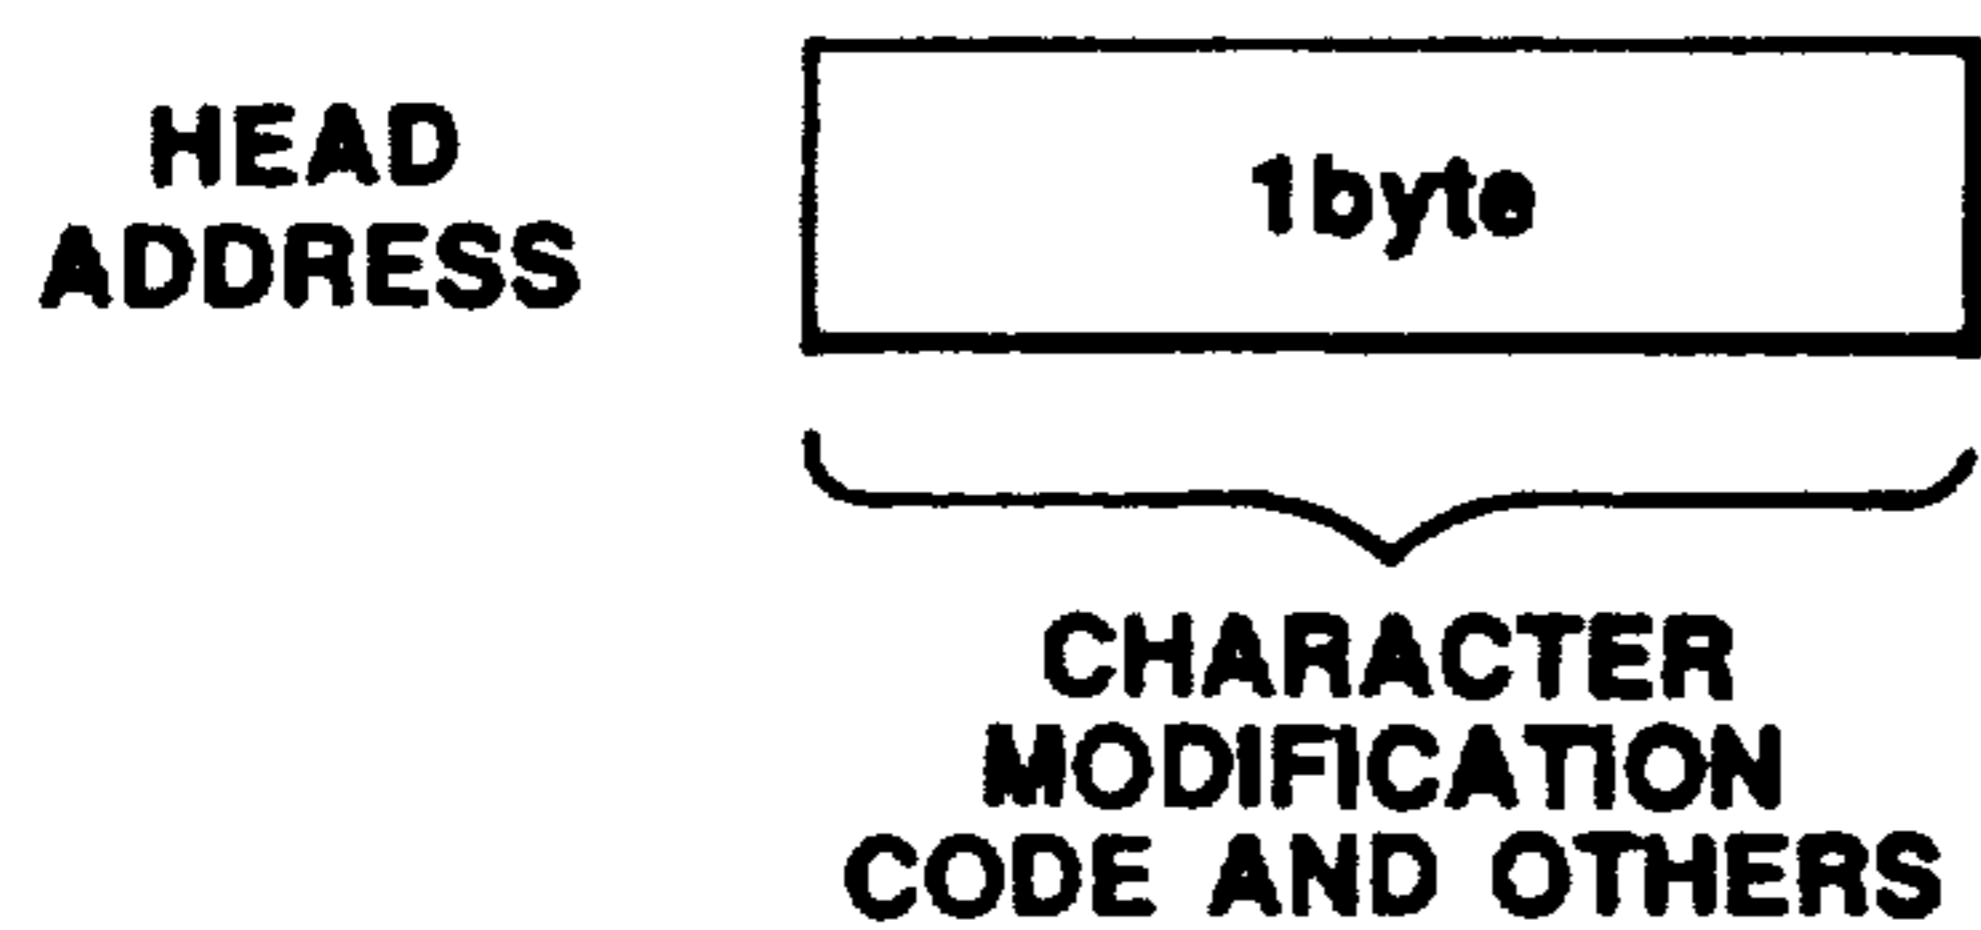 HEAD
ADDRESS
1byte
CHARACTER
MODIFICATION
CODE AND OTHERS